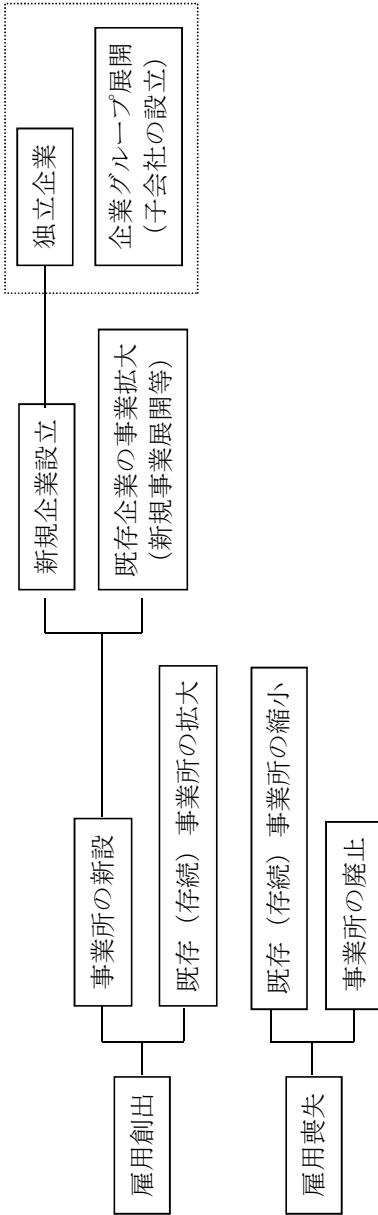 雇用創出
事業所の新設
新規企業設立
独立企業
企業グループ展開
(子会社の設立)
既存企業の事業拡大
(新規事業展開等)
既存（存続）事業所の拡大
雇用喪失
既存（存続）事業所の縮小
事業所の廃止